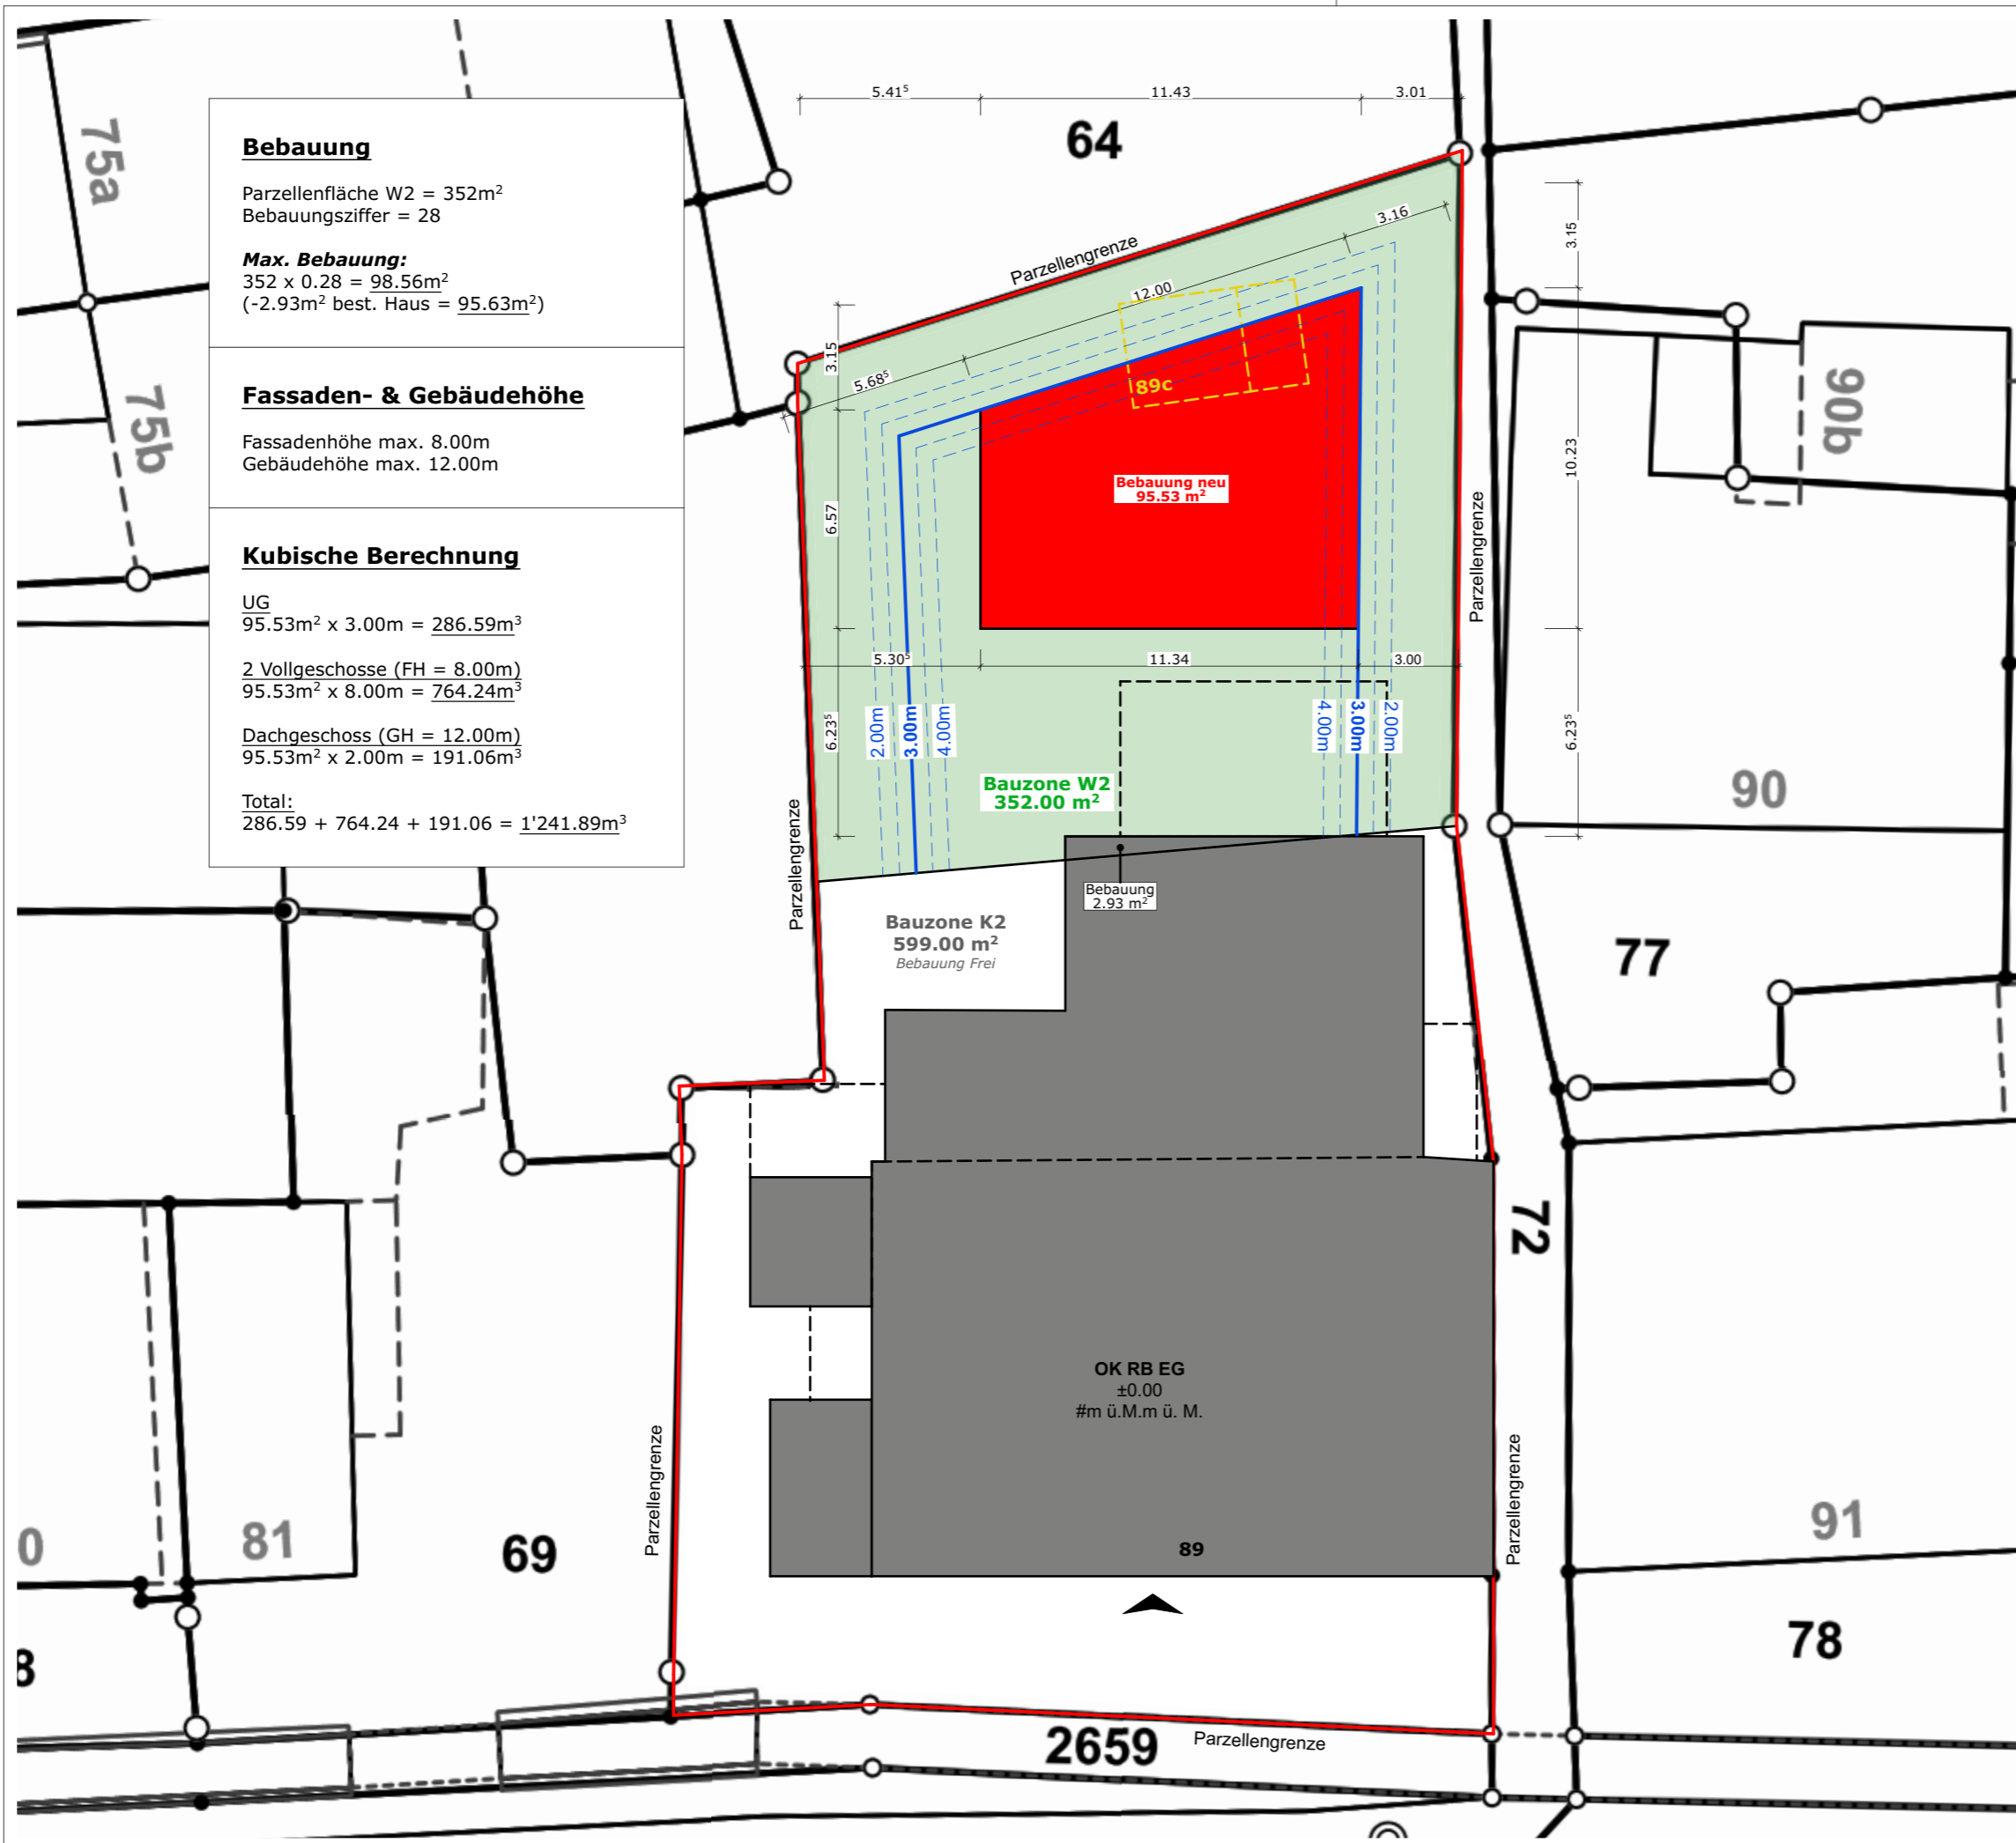 Bebauung
Parzellenfläche W2 = 352m²
Bebauungsziffer = 28
Max. Bebauung:
352 x 0.28 = 98.56m²
(-2.93m² best. Haus = 95.63m²)
Fassaden- & Gebäudehöhe
Fassadenhöhe max. 8.00m
Gebäudehöhe max. 12.00m
Kubische Berechnung
UG
95.53m² x 3.00m = 286.59m³
2 Vollgeschosse (FH = 8.00m)
95.53m² x 8.00m = 764.24m³
Dachgeschoss (GH = 12.00m)
95.53m² x 2.00m = 191.06m³
Total:
286.59 + 764.24 + 191.06 = 1'241.89m³
75a
75b
5.41⁵
11.43
3.01
64
Parzellengrenze
3.16
12.00
5.68⁵
3.15
6.57
6.23⁵
89c
Bebauung neu
95.53 m²
3.15
10.23
6.23⁵
Parzellengrenze
5.30⁵
11.34
3.00
2.00m
3.00m
4.00m
4.00m
3.00m
2.00m
Bauzone W2
352.00 m²
Parzellengrenze
Bebauung
2.93 m²
Bauzone K2
599.00 m²
Bebauung Frei
90b
90
77
72
OK RB EG
±0.00
#m ü.M.m ü. M.
89
Parzellengrenze
Parzellengrenze
0
81
69
91
78
8
2659
Parzellengrenze